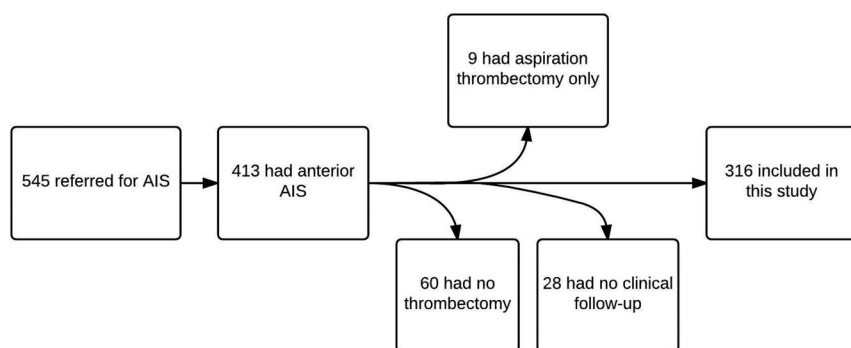 9 had aspiration
thrombectomy only
545 referred for AIS
413 had anterior
AIS
316 included in
this study
60 had no
thrombectomy
28 had no clinical
follow-up